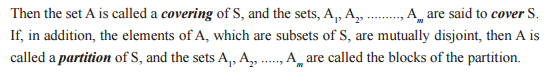 Then the set A is called a covering of S, and the sets, A₁, A₂, .........., Aₘ are said to cover S.
If, in addition, the elements of A, which are subsets of S, are mutually disjoint, then A is
called a partition of S, and the sets A₁, A₂, ....., Aₘ are called the blocks of the partition.